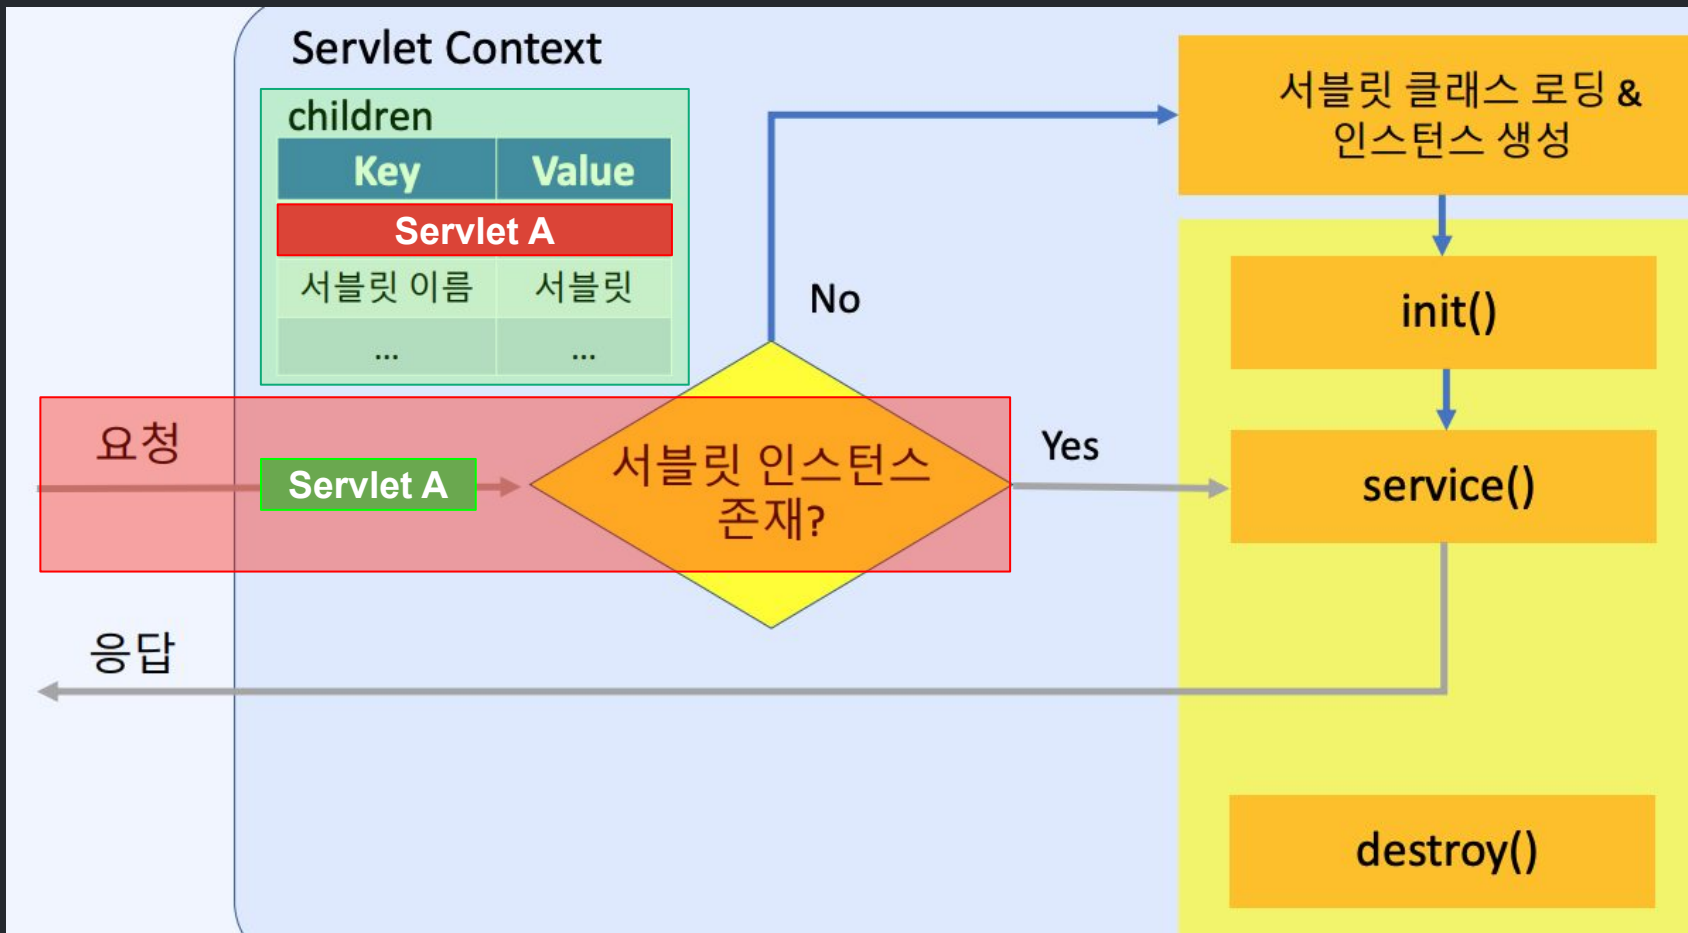 Servlet Context
children
Key Value
Servlet A
서블릿 이름 서블릿
... ...
서블릿 클래스 로딩 &
인스턴스 생성
No
init()
요청
Servlet A
서블릿 인스턴스
존재?
Yes
service()
응답
destroy()